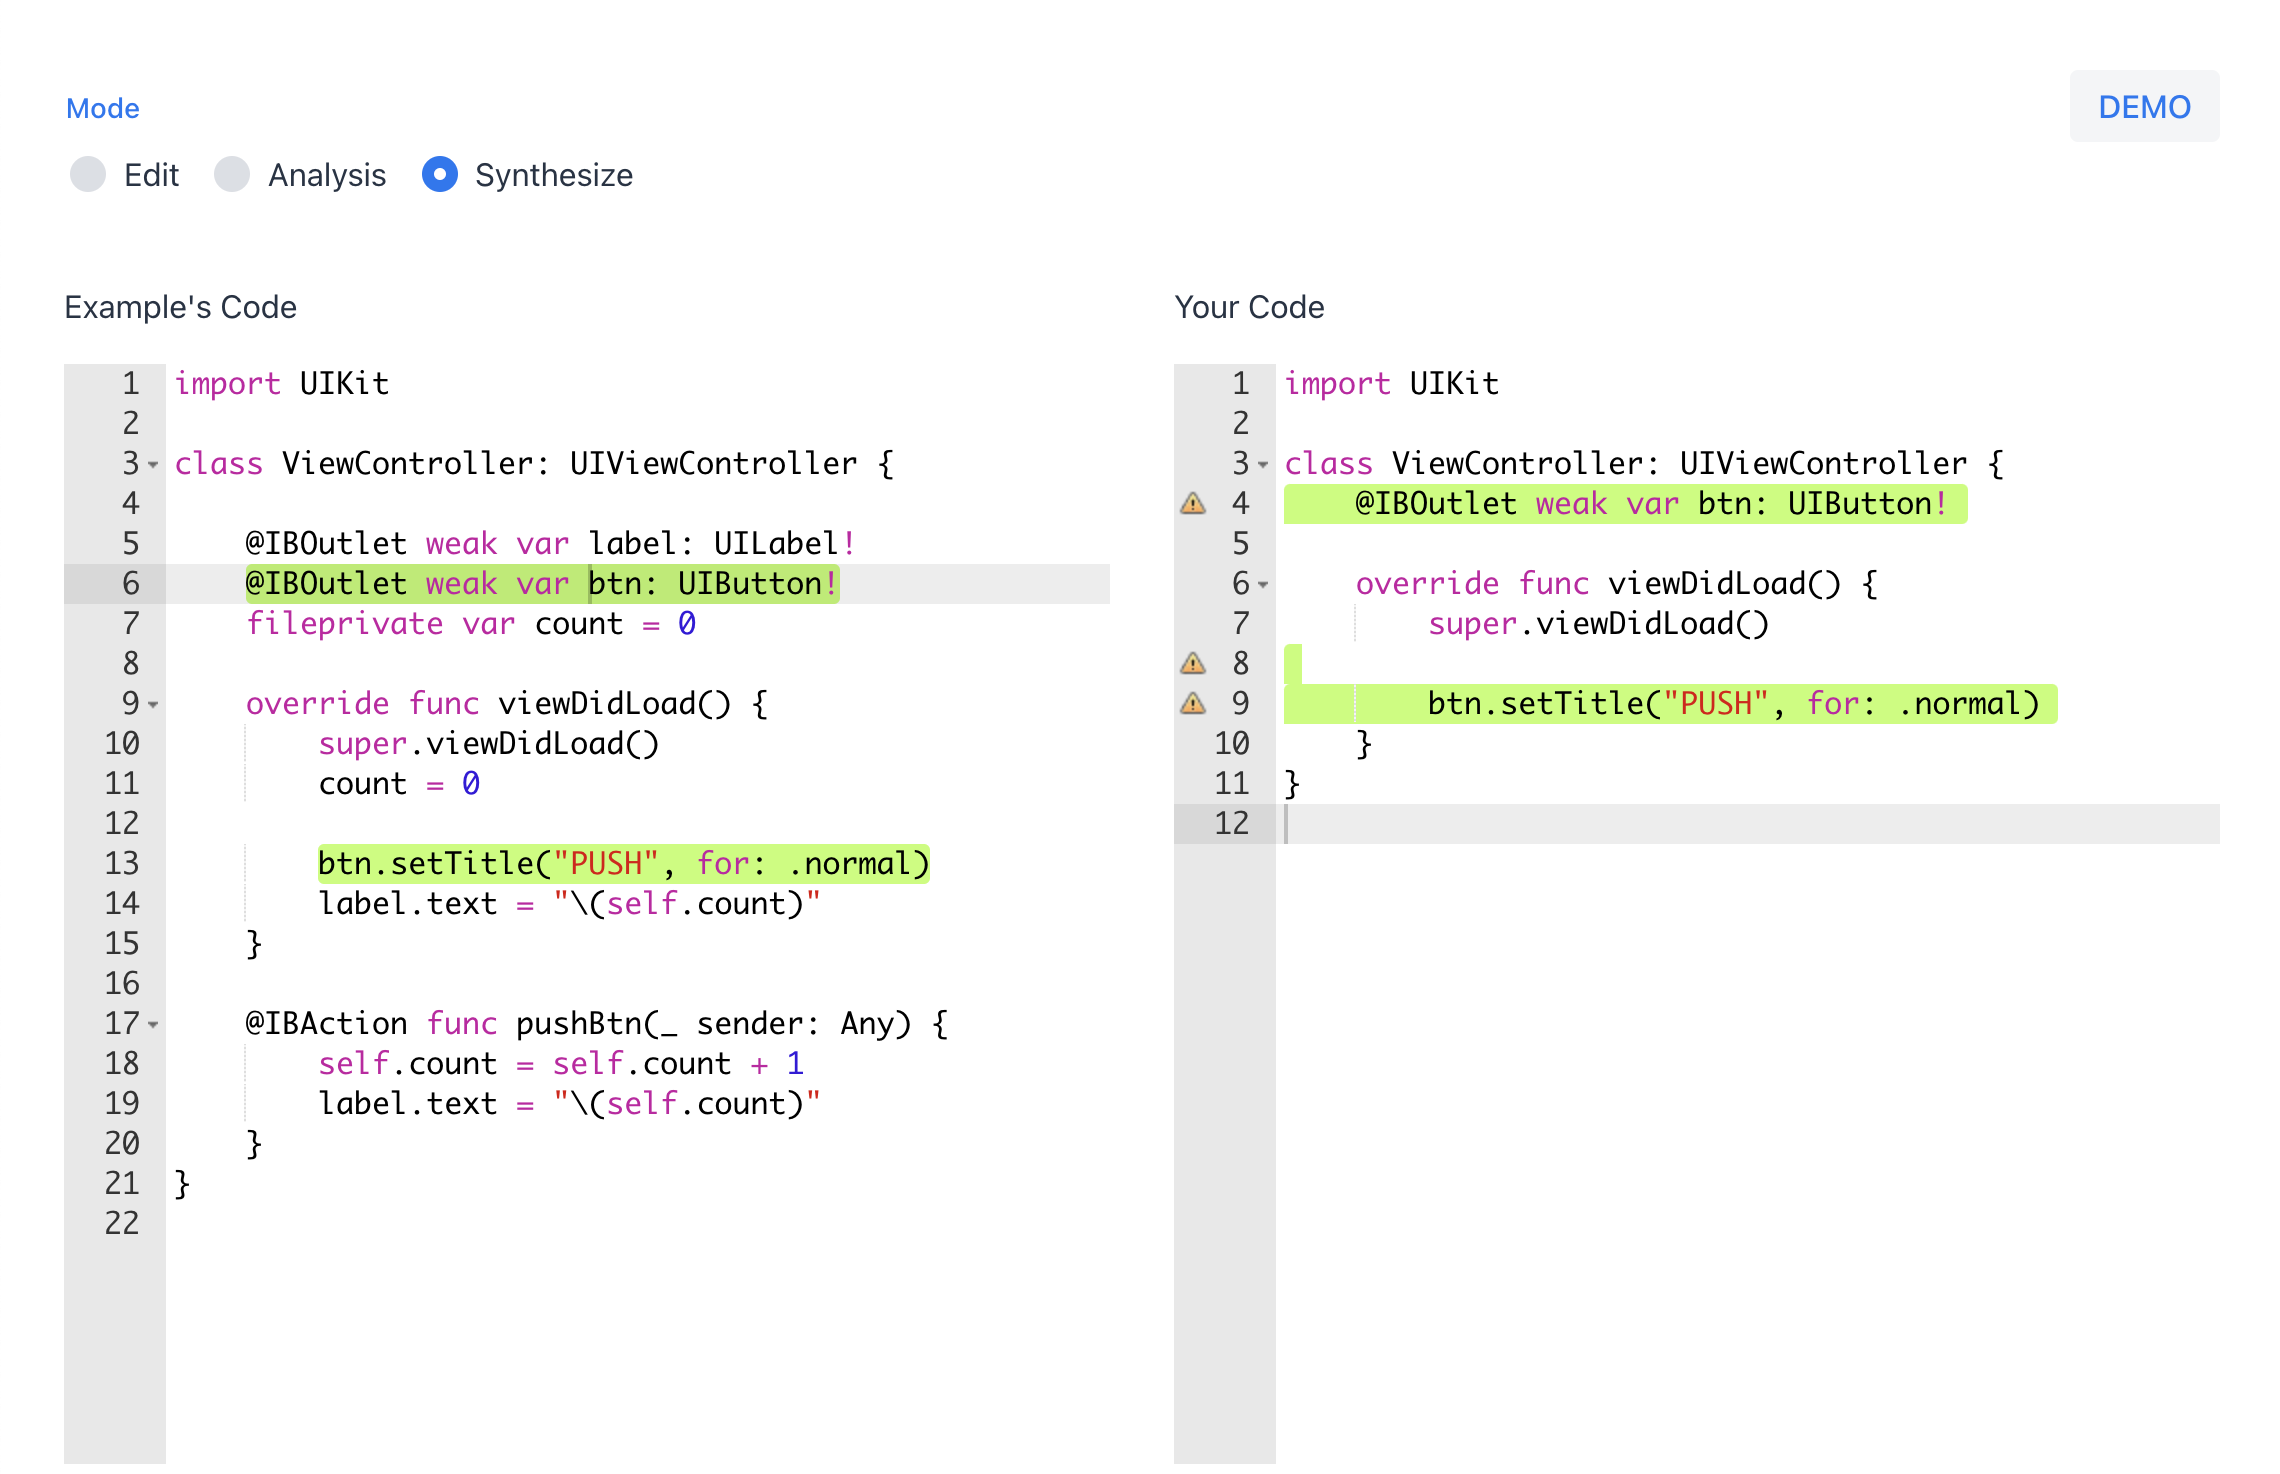 Mode
DEMO
Edit Analysis Synthesize
Example's Code
1 import UIKit
2
3 class ViewController: UIViewController {
4
5     @IBOutlet weak var label: UILabel!
6     @IBOutlet weak var btn: UIButton!
7     fileprivate var count = 0
8
9     override func viewDidLoad() {
10         super.viewDidLoad()
11         count = 0
12
13         btn.setTitle("PUSH", for: .normal)
14         label.text = "\(self.count)"
15     }
16
17     @IBAction func pushBtn(_ sender: Any) {
18         self.count = self.count + 1
19         label.text = "\(self.count)"
20     }
21 }
22
Your Code
1 import UIKit
2
3 class ViewController: UIViewController {
4     @IBOutlet weak var btn: UIButton!
5
6     override func viewDidLoad() {
7         super.viewDidLoad()
8
9         btn.setTitle("PUSH", for: .normal)
10     }
11 }
12